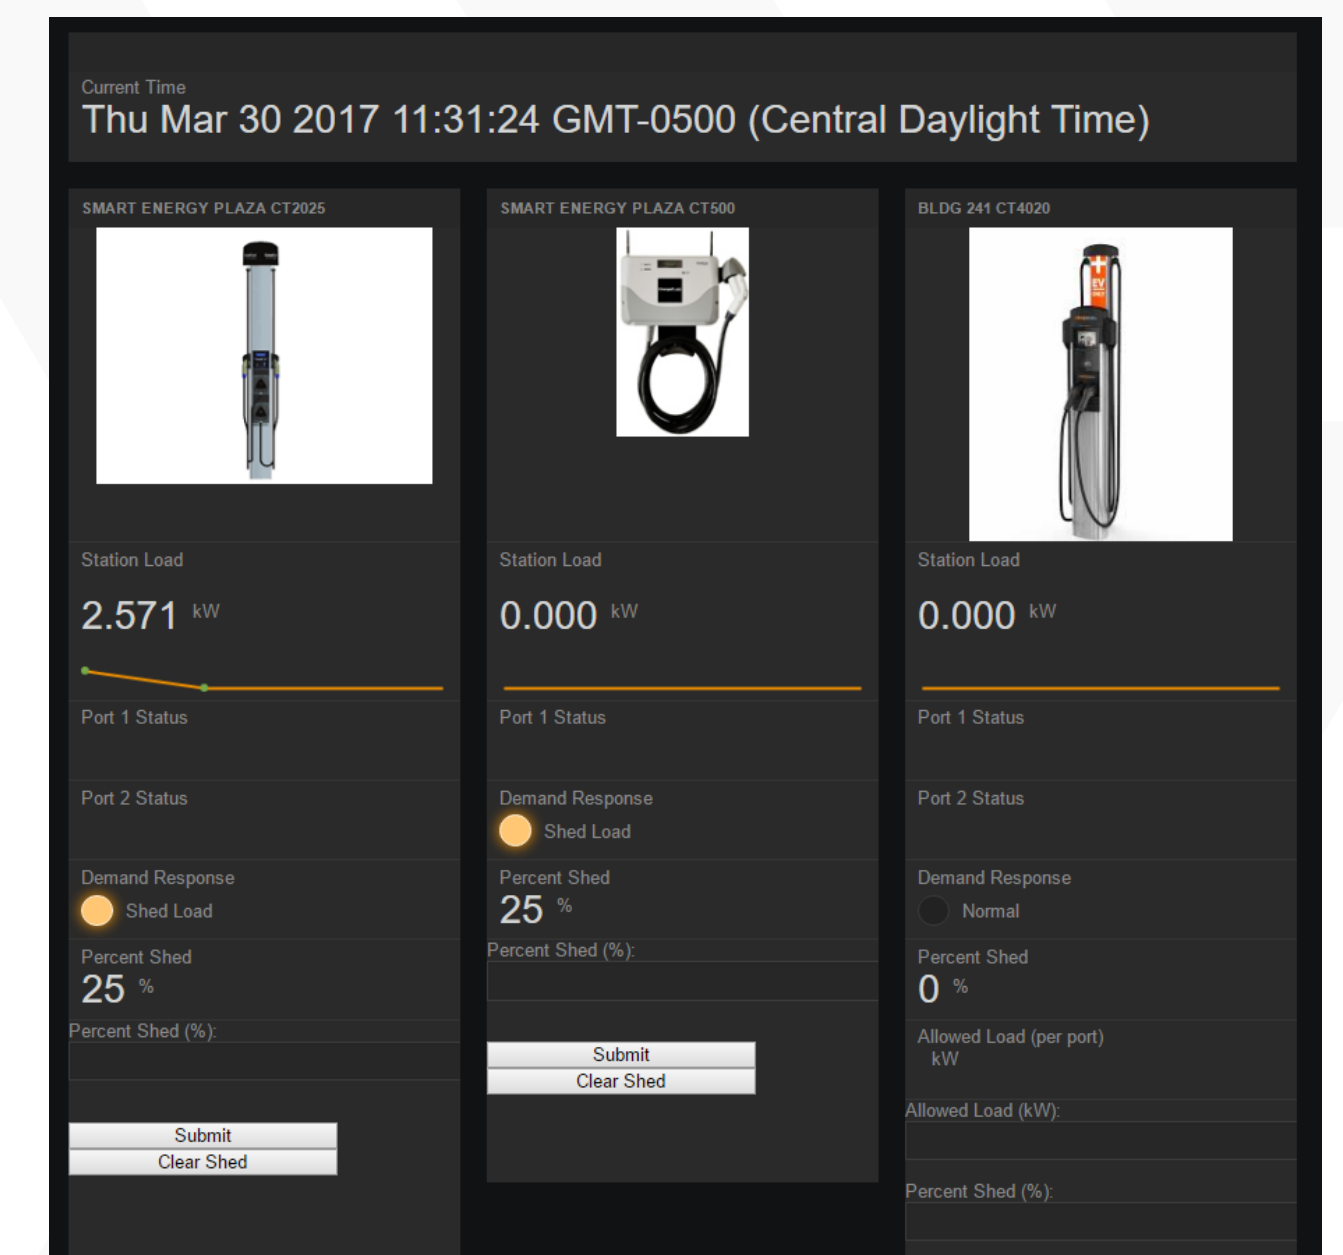 Current Time
Thu Mar 30 2017 11:31:24 GMT-0500 (Central Daylight Time)
SMART ENERGY PLAZA CT2025
Station Load
2.571 kW
Port 1 Status
Port 2 Status
Demand Response
Shed Load
Percent Shed
25 %
Percent Shed (%):
Submit
Clear Shed
SMART ENERGY PLAZA CT500
Station Load
0.000 kW
Port 1 Status
Demand Response
Shed Load
Percent Shed
25 %
Percent Shed (%):
Submit
Clear Shed
BLDG 241 CT4020
EV
Station Load
0.000 kW
Port 1 Status
Port 2 Status
Demand Response
Normal
Percent Shed
0 %
Allowed Load (per port)
kW
Allowed Load (kW):
Percent Shed (%):